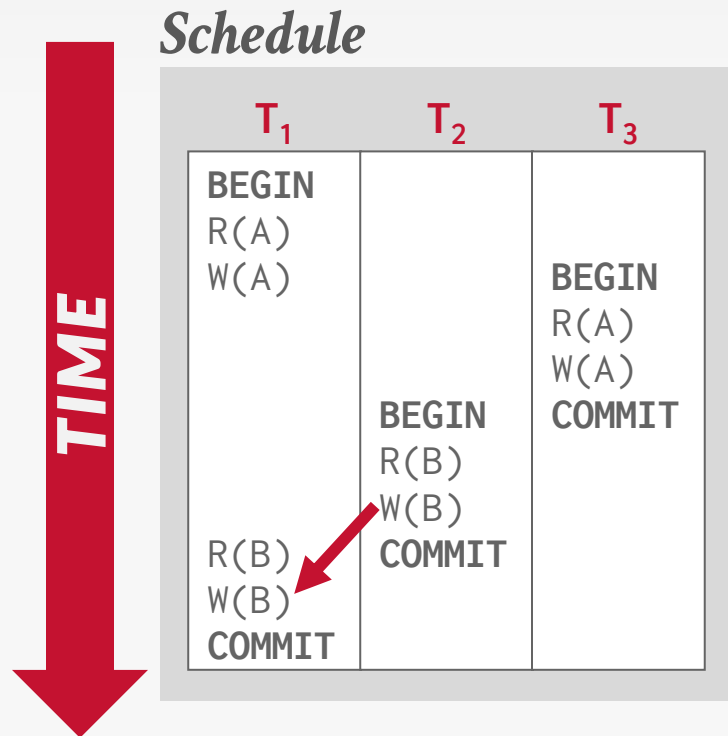 Schedule
TIME
T1 T2 T3
BEGIN
R(A)
W(A) BEGIN
R(A)
W(A)
BEGIN COMMIT
R(B)
W(B)
R(B) COMMIT
W(B)
COMMIT